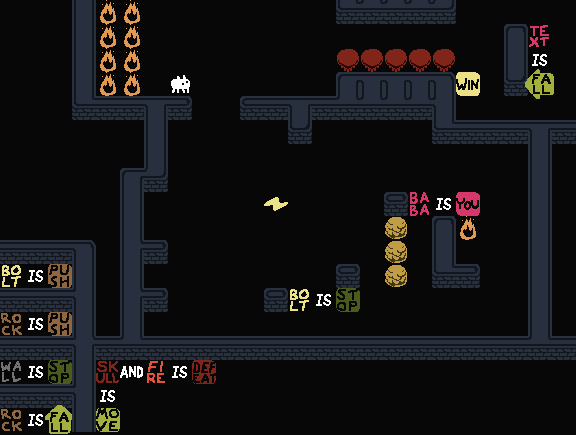 TEXT
IS
FALL
WIN
BABA IS YOU
BOLT IS PUSH
BOLT IS STOP
ROCK IS PUSH
WALL IS STOP
SKULL AND FIRE IS DEFEAT
IS
ROCK IS FALL
MOVE